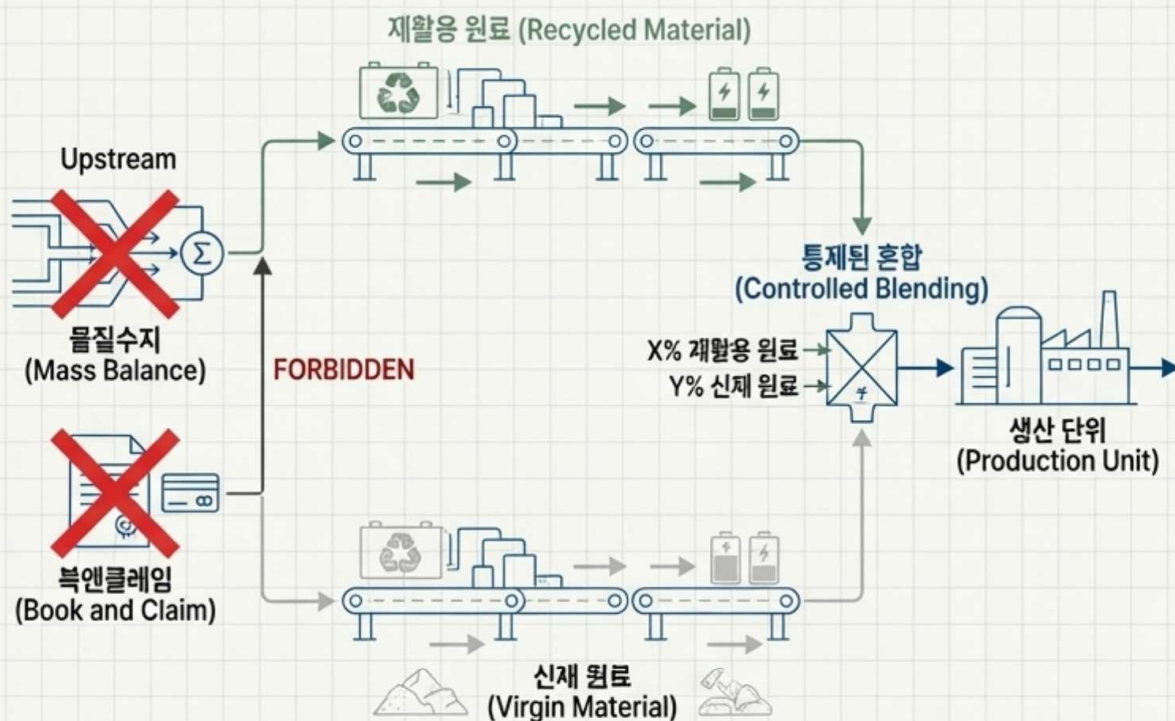 재활용 원료 (Recycled Material)
Upstream
Σ
물질수지
(Mass Balance)
FORBIDDEN
통제된 혼합
(Controlled Blending)
X% 재활용 원료
Y% 신재 원료
생산 단위
(Production Unit)
북앤클레임
(Book and Claim)
신재 원료
(Virgin Material)